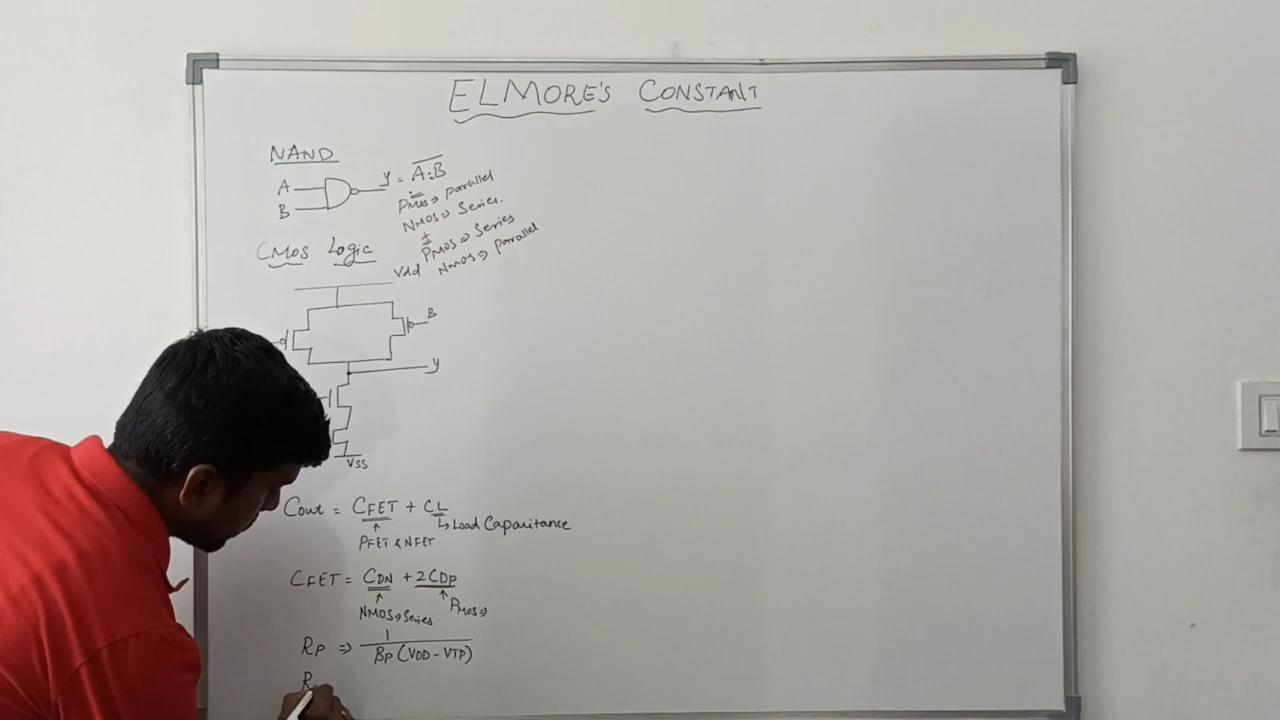 ELMORE'S CONSTANT
NAND
A
B
y = A.B
.
PMOS => parallel
NMOS => Series.
+
PMOS => Series
NMOS => parallel
CMOS Logic
Vdd
B
y
VSS
Cout = CFET + CL
↳ Load Capacitance
↑
PFET & NFET
CFET = CDN + 2CDP
↑ ↑
NMOS => Series PMOS =>
RP => 1
βP (VDD - VTP)
R